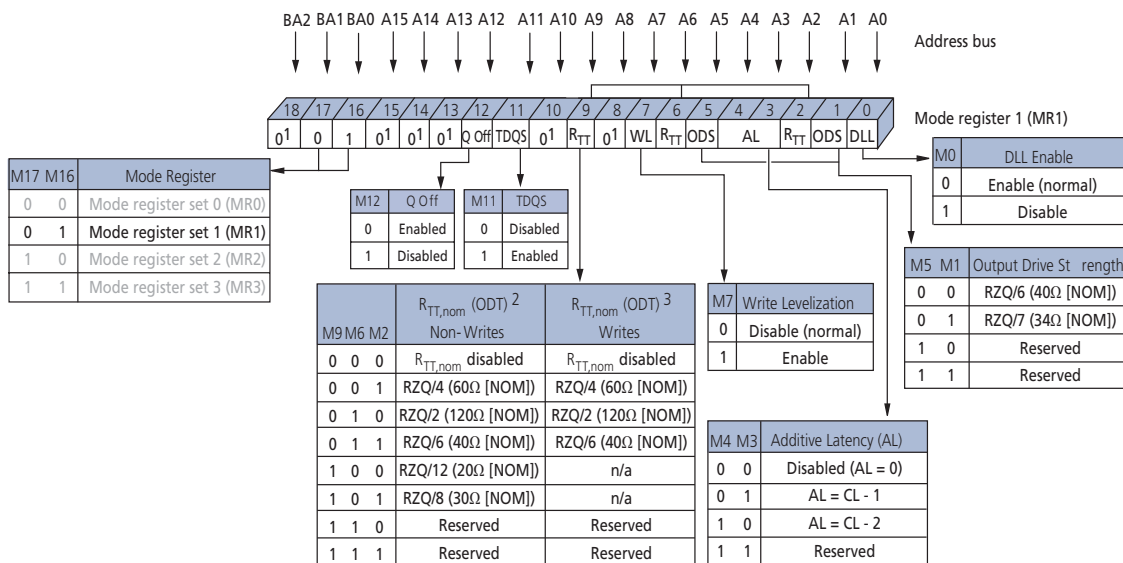 BA2 BA1 BA0 A15 A14 A13 A12 A11 A10 A9 A8 A7 A6 A5 A4 A3 A2 A1 A0
Address bus
18 17 16 15 14 13 12 11 10 9 8 7 6 5 4 3 2 1 0
Mode register 1 (MR1)
0¹ 0 1 0¹ 0¹ 0¹ Q Off TDQS 0¹ RTT 0¹ WL RTT ODS AL RTT ODS DLL
M17 M16 Mode Register
0 0 Mode register set 0 (MR0)
0 1 Mode register set 1 (MR1)
1 0 Mode register set 2 (MR2)
1 1 Mode register set 3 (MR3)
M12 Q Off
0 Enabled
1 Disabled
M11 TDQS
0 Disabled
1 Enabled
M0 DLL Enable
0 Enable (normal)
1 Disable
M5 M1 Output Drive St rength
0 0 RZQ/6 (40Ω [NOM])
0 1 RZQ/7 (34Ω [NOM])
1 0 Reserved
1 1 Reserved
M7 Write Levelization
0 Disable (normal)
1 Enable
RTT,nom (ODT) 2 RTT,nom (ODT) 3
M9 M6 M2 Non-Writes Writes
0 0 0 RTT,nom disabled RTT,nom disabled
0 0 1 RZQ/4 (60Ω [NOM]) RZQ/4 (60Ω [NOM])
0 1 0 RZQ/2 (120Ω [NOM]) RZQ/2 (120Ω [NOM])
0 1 1 RZQ/6 (40Ω [NOM]) RZQ/6 (40Ω [NOM])
1 0 0 RZQ/12 (20Ω [NOM]) n/a
1 0 1 RZQ/8 (30Ω [NOM]) n/a
1 1 0 Reserved Reserved
1 1 1 Reserved Reserved
M4 M3 Additive Latency (AL)
0 0 Disabled (AL = 0)
0 1 AL = CL - 1
1 0 AL = CL - 2
1 1 Reserved